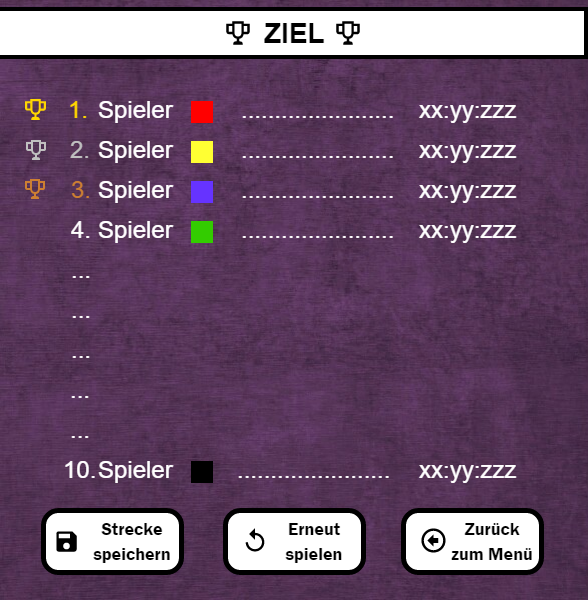 ZIEL
1. Spieler ....................... xx:yy:zzz
2. Spieler ....................... xx:yy:zzz
3. Spieler ....................... xx:yy:zzz
4. Spieler ....................... xx:yy:zzz
...
...
...
...
...
10.Spieler ....................... xx:yy:zzz
Strecke
speichern
Erneut
spielen
Zurück
zum Menü